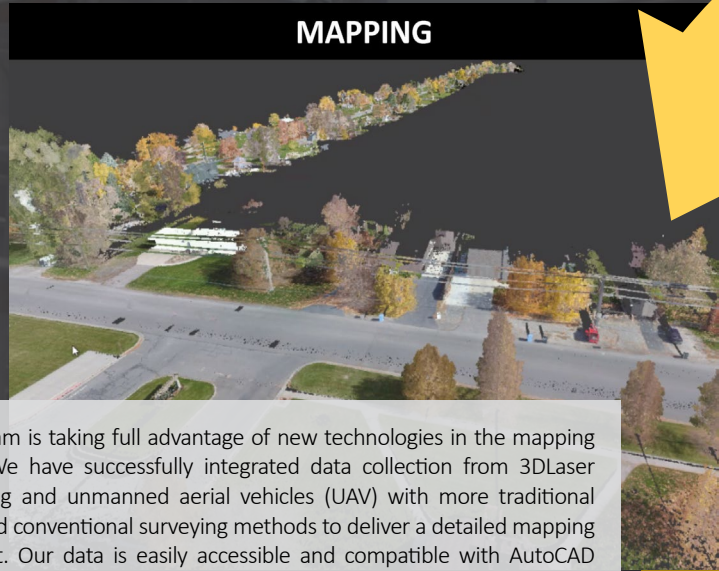 MAPPING
is taking full advantage of new technologies in the mapping
have successfully integrated data collection from 3DLaser
and unmanned aerial vehicles (UAV) with more traditional
conventional surveying methods to deliver a detailed mapping
Our data is easily accessible and compatible with AutoCAD